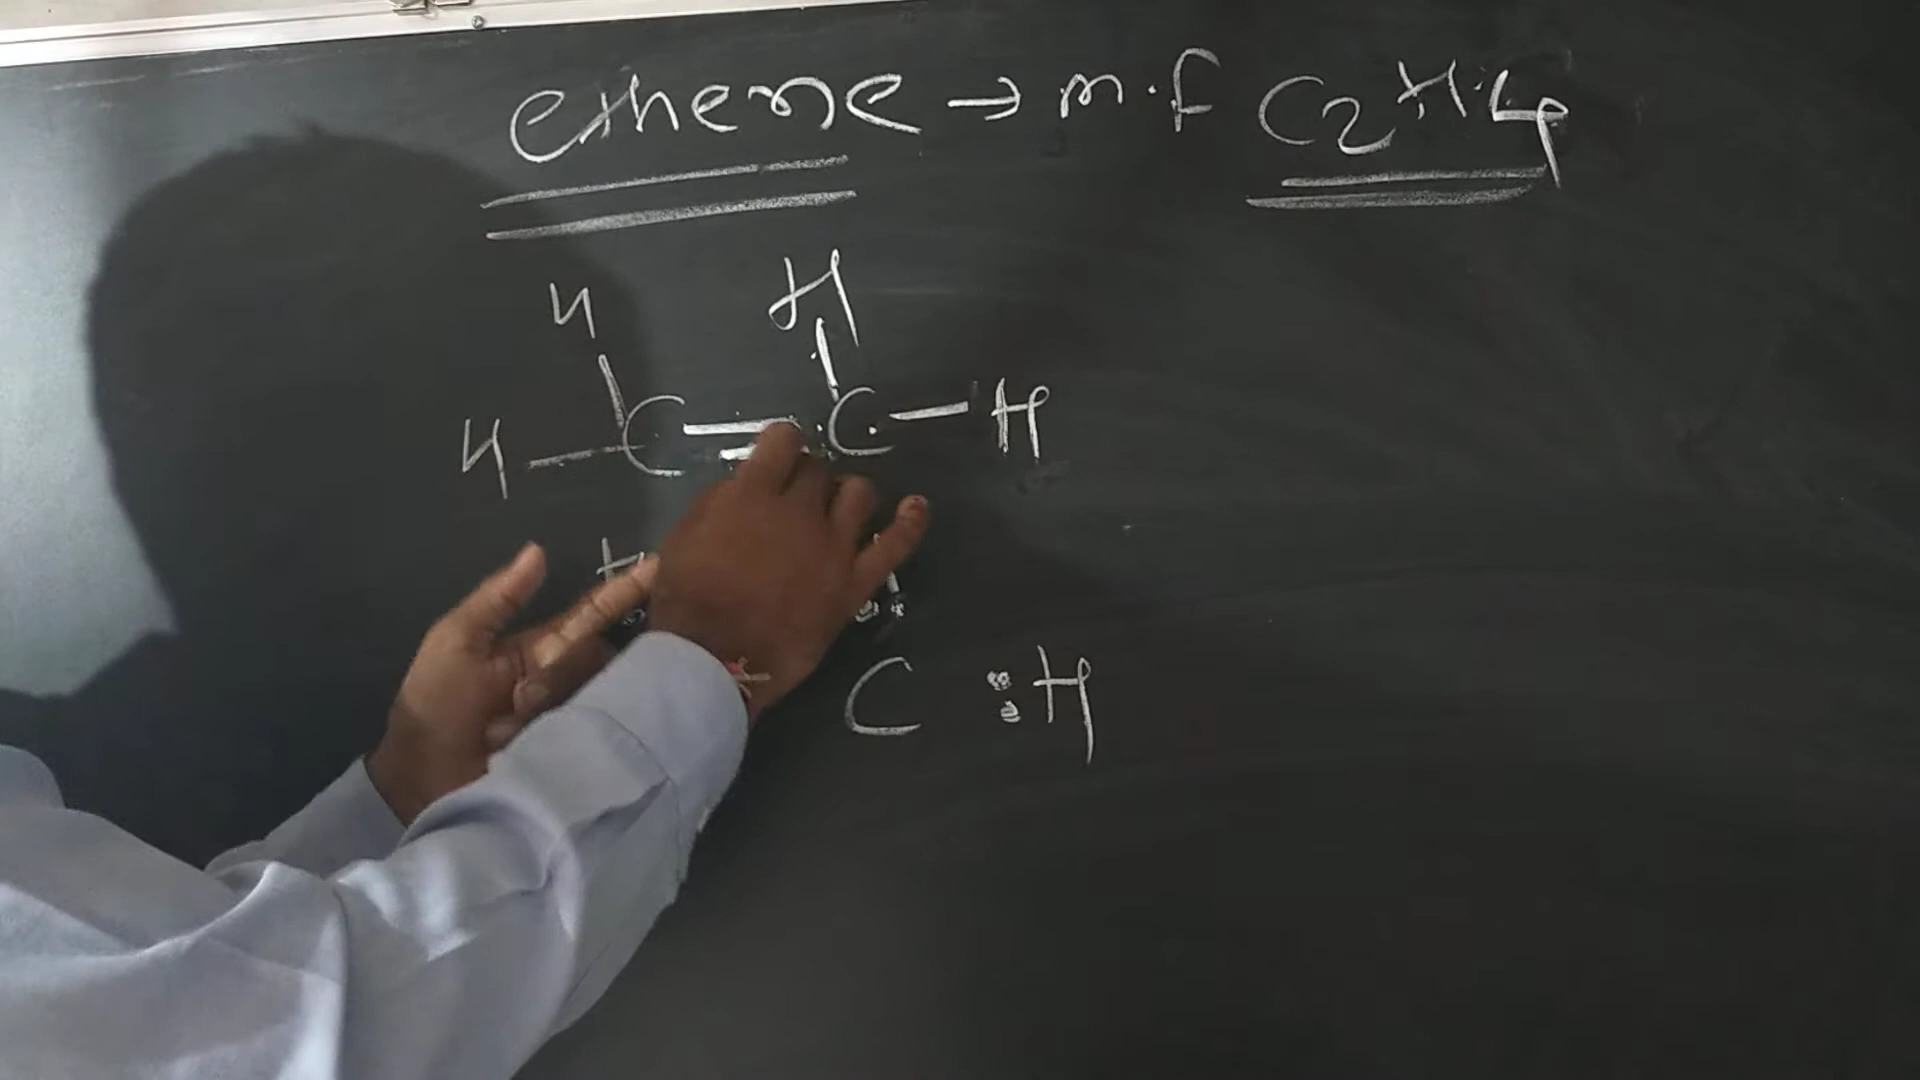 ethene → m.f C2H4
H H
H - C = C - H
H
C : H